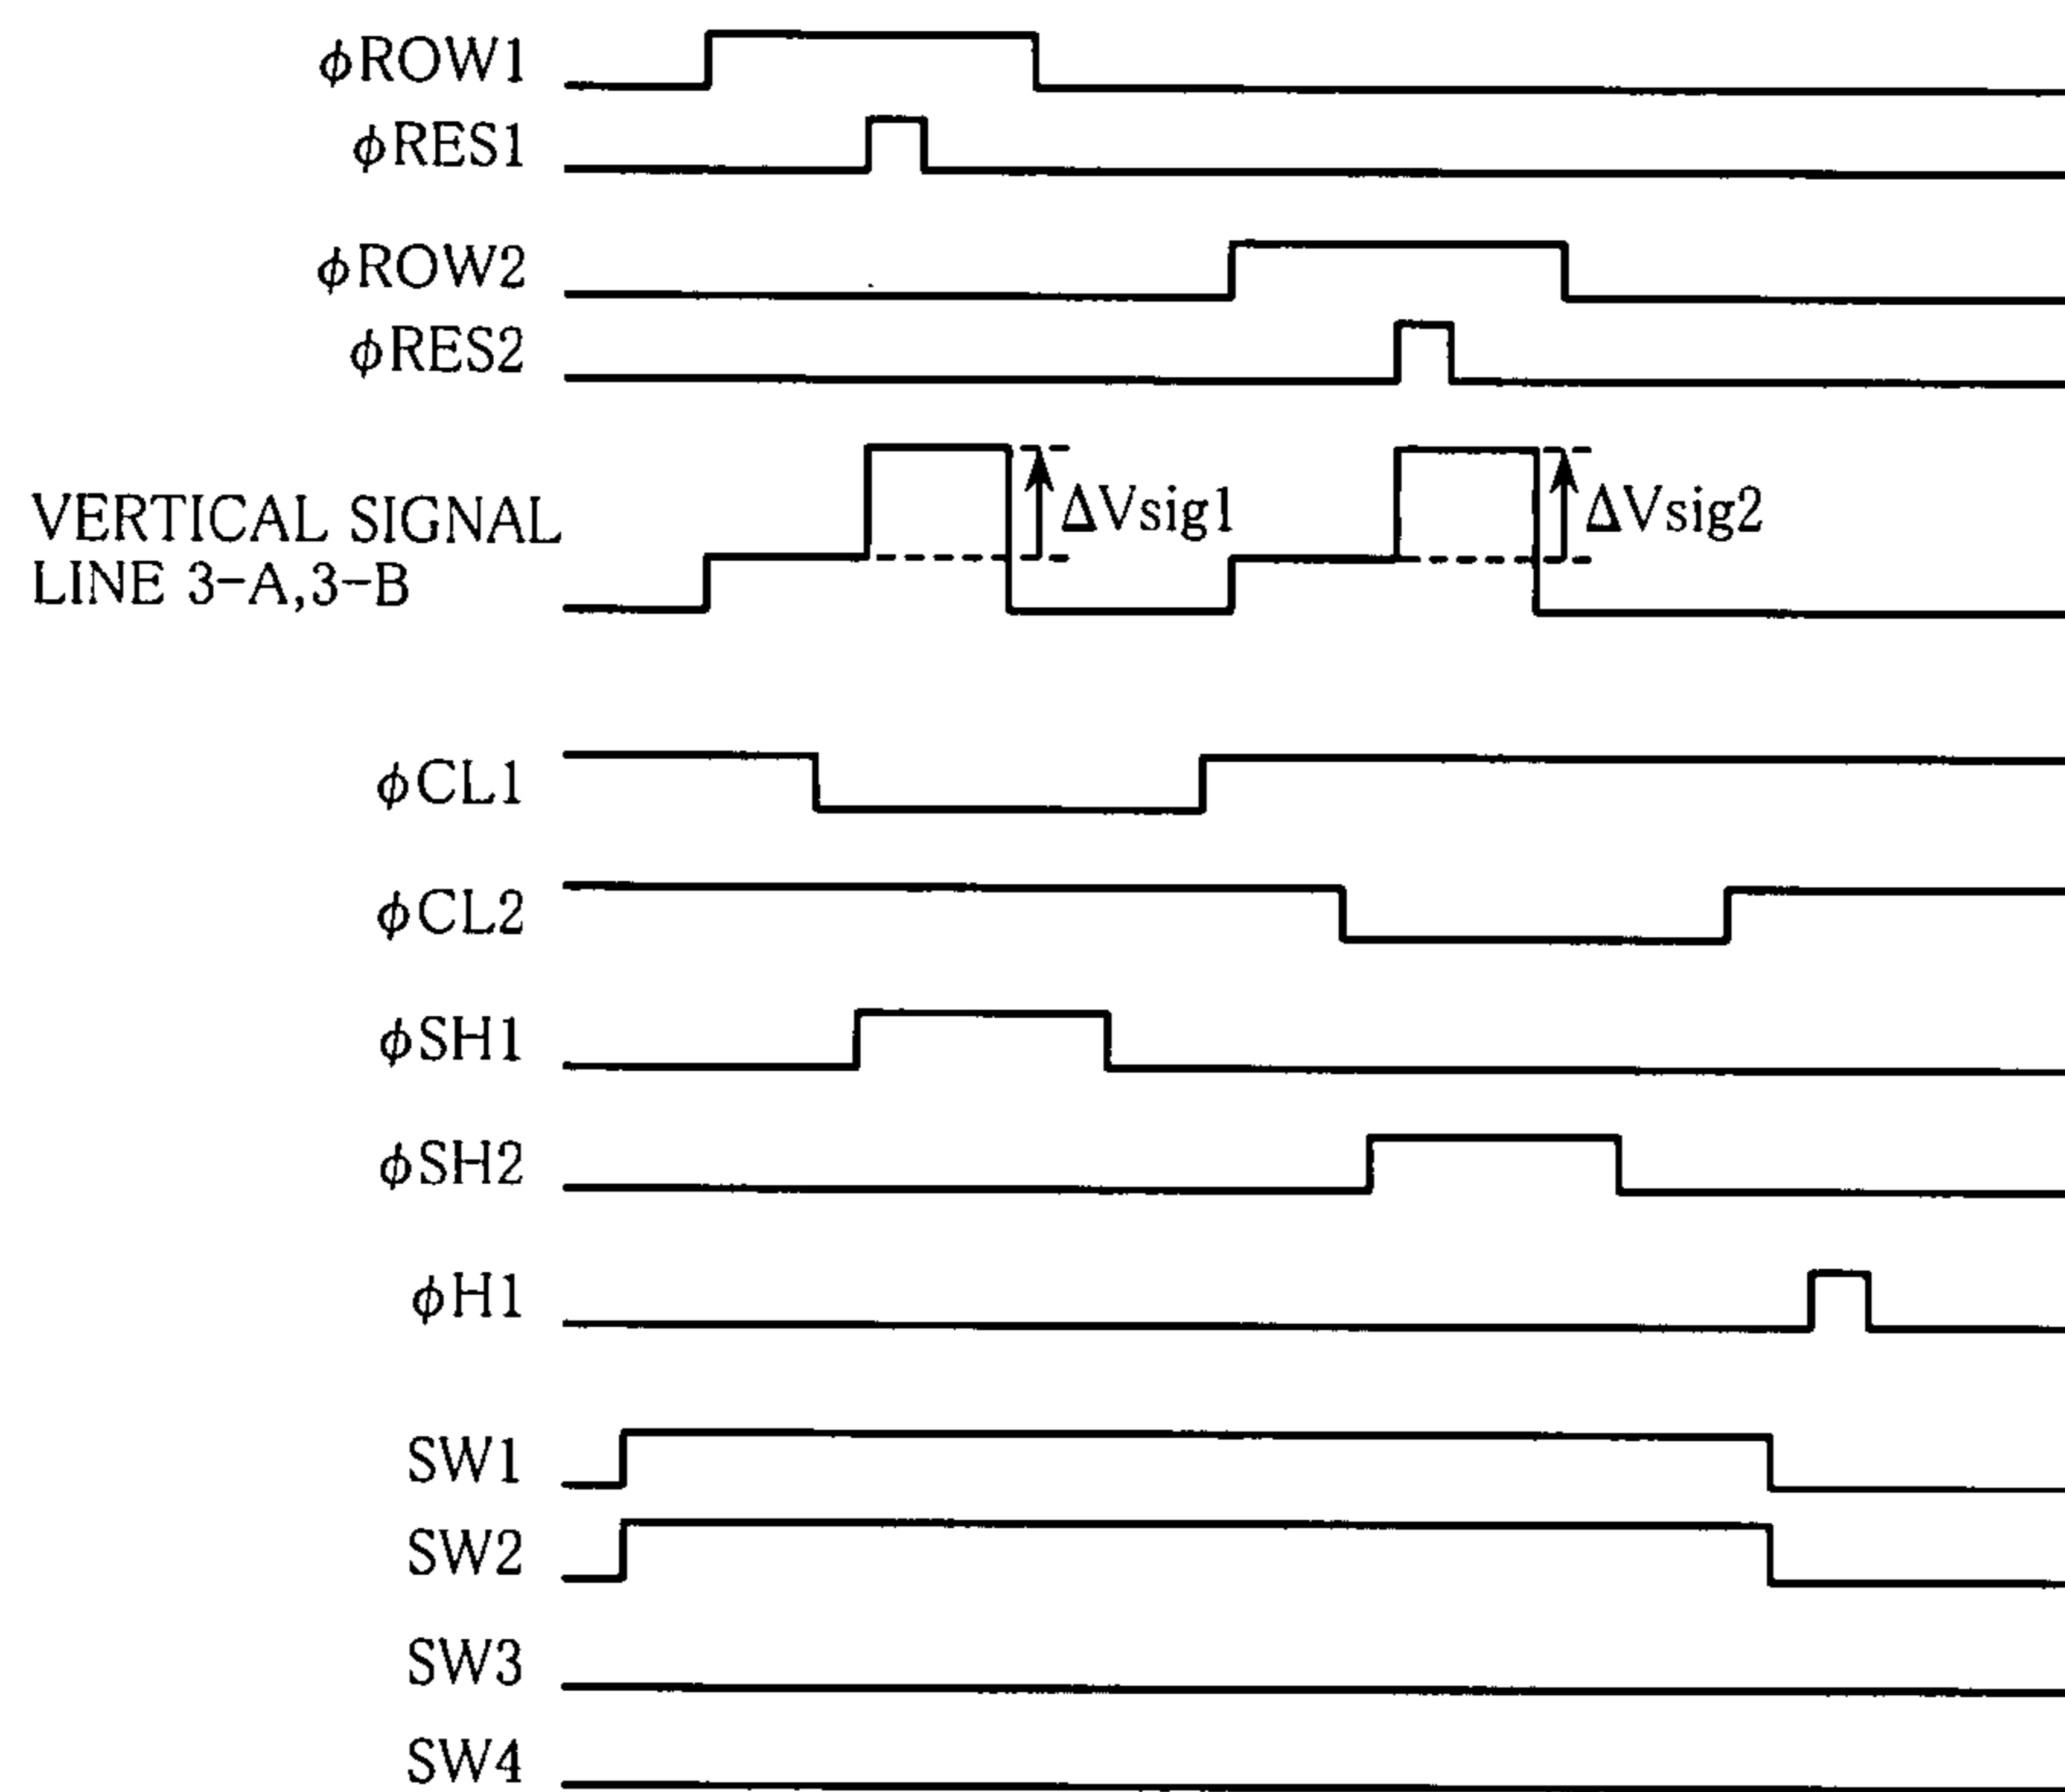 ϕROW1
ϕRES1
ϕROW2
ϕRES2
VERTICAL SIGNAL
LINE 3-A,3-B
ΔVsig1
ΔVsig2
ϕCL1
ϕCL2
ϕSH1
ϕSH2
ϕH1
SW1
SW2
SW3
SW4